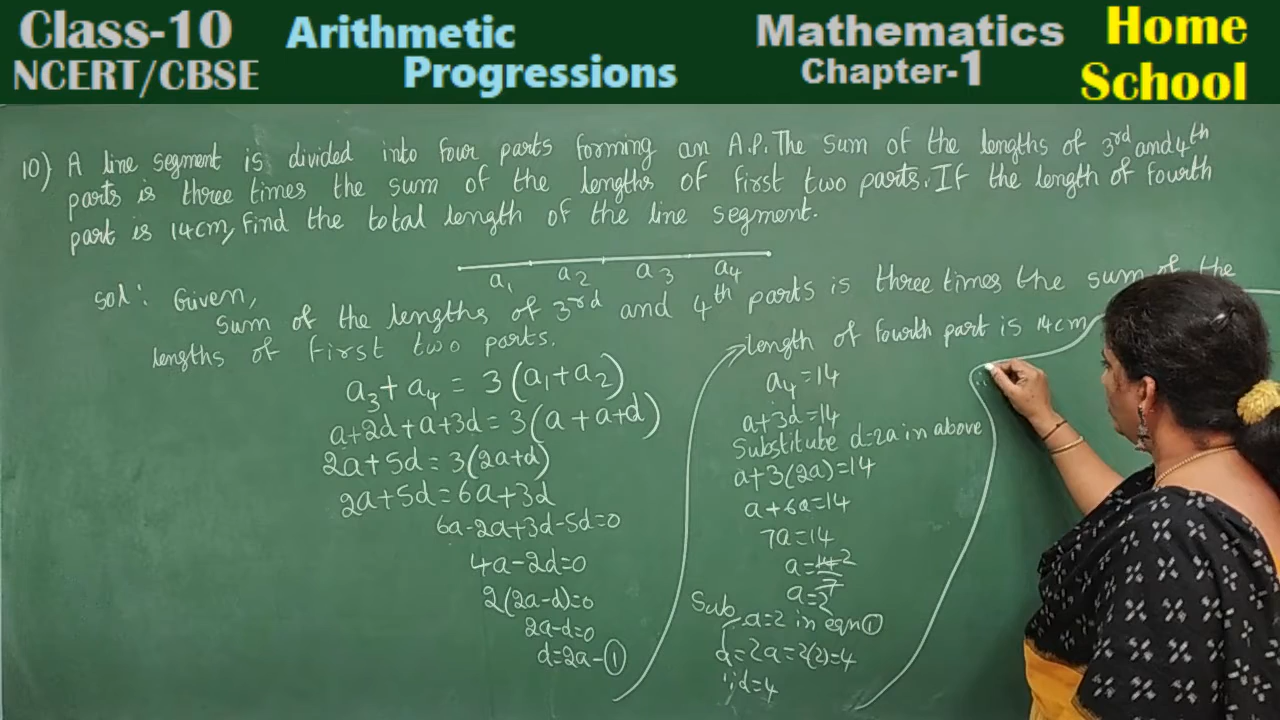 Class-10
NCERT/CBSE
Arithmetic
Progressions
Mathematics
Chapter-1
Home
School
10) A line segment is divided into four parts forming an A.P. The sum of the lengths of 3rd and 4th
parts is three times the sum of the lengths of first two parts. If the length of fourth
part is 14cm, find the total length of the line segment.
a1 a2 a3 a4
Sol: Given,
Sum of the lengths of 3rd and 4th parts is three times the sum of the
lengths of first two parts.
a3+a4 = 3(a1+a2)
a+2d+a+3d=3(a+a+d)
2a+5d=3(2a+d)
2a+5d=6a+3d
6a-2a+3d-5d=0
4a-2d=0
2(2a-d)=0
2a-d=0
d=2a-①
length of fourth part is 14cm
a4=14
a+3d=14
Substitute d=2a in above
a+3(2a)=14
a+6a=14
7a=14
a=14/7 2
a=2
Sub a=2 in eqn①
d=2a=2(2)=4
∴d=4